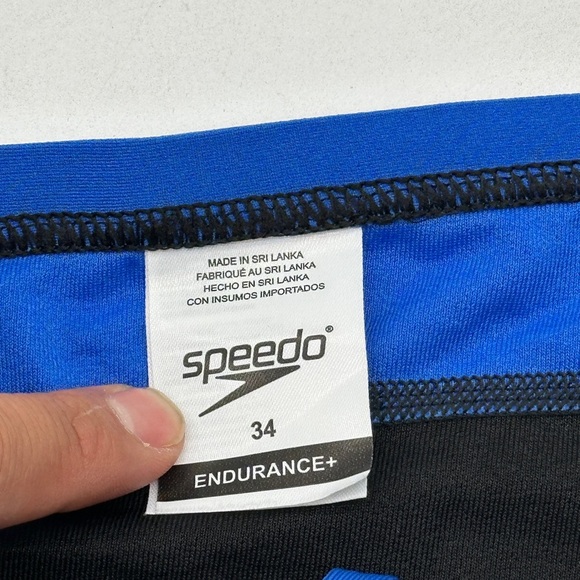 MADE IN SRI LANKA
FABRIQUÉ AU SRI LANKA
HECHO EN SRI LANKA
CON INSUMOS IMPORTADOS
speedo®
34
ENDURANCE+